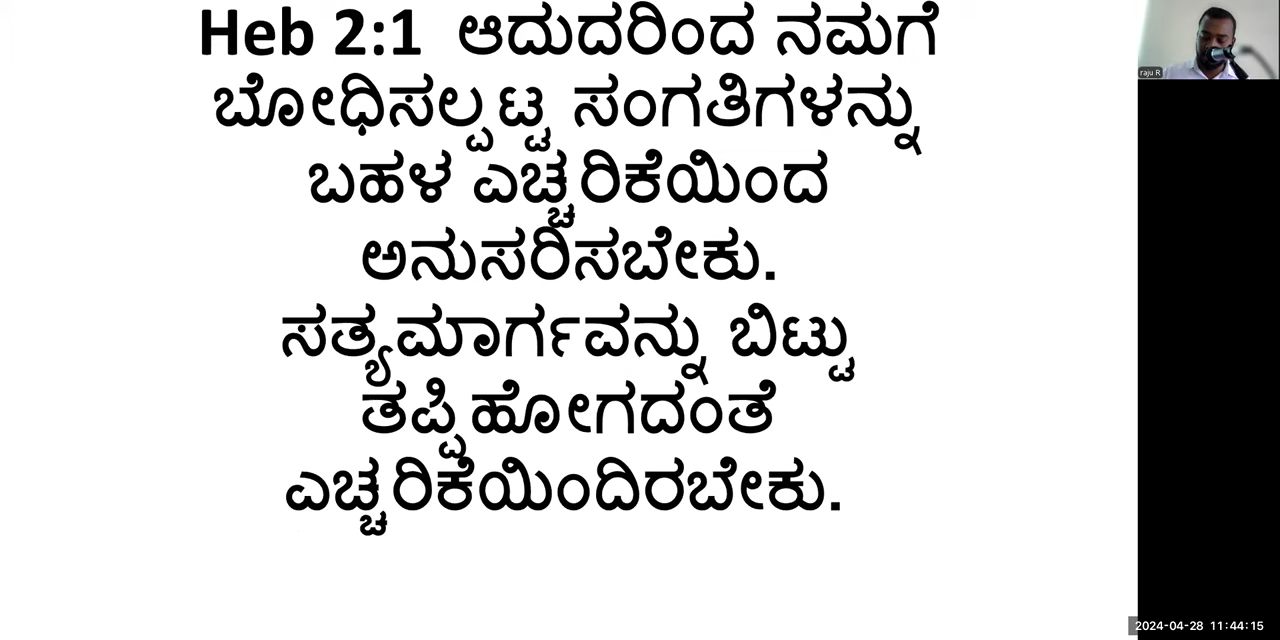 Heb 2:1 ಆದುದರಿಂದ ನಮಗೆ
ಬೋಧಿಸಲ್ಪಟ್ಟ ಸಂಗತಿಗಳನ್ನು
ಬಹಳ ಎಚ್ಚರಿಕೆಯಿಂದ
ಅನುಸರಿಸಬೇಕು.
ಸತ್ಯಮಾರ್ಗವನ್ನು ಬಿಟ್ಟು
ತಪ್ಪಿಹೋಗದಂತೆ
ಎಚ್ಚರಿಕೆಯಿಂದಿರಬೇಕು.
raju R
2024-04-28 11:44:15